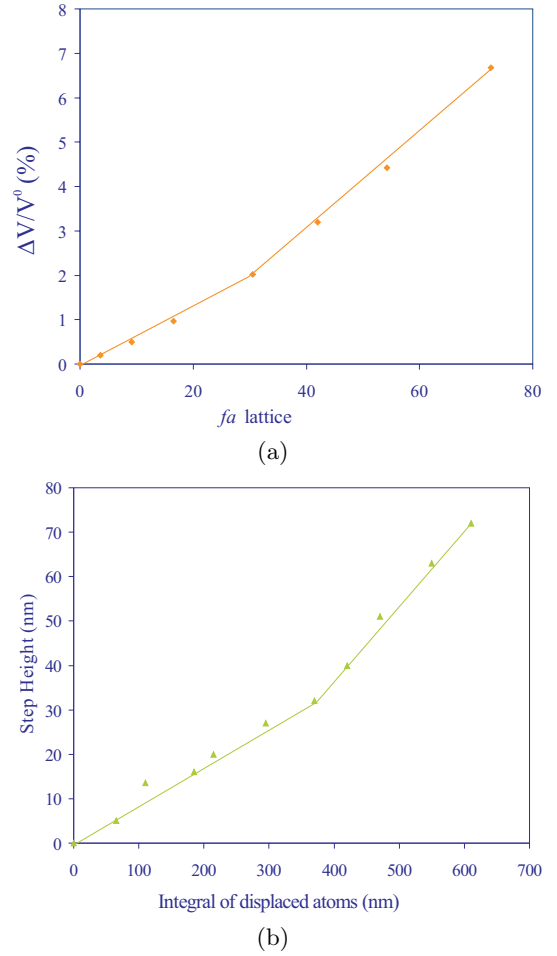 8
7
6
5
4
3
2
1
0
ΔV/V⁰ (%)
0 20 40 60 80
fa lattice
(a)
80
70
60
50
40
30
20
10
0
Step Height (nm)
0 100 200 300 400 500 600 700
Integral of displaced atoms (nm)
(b)